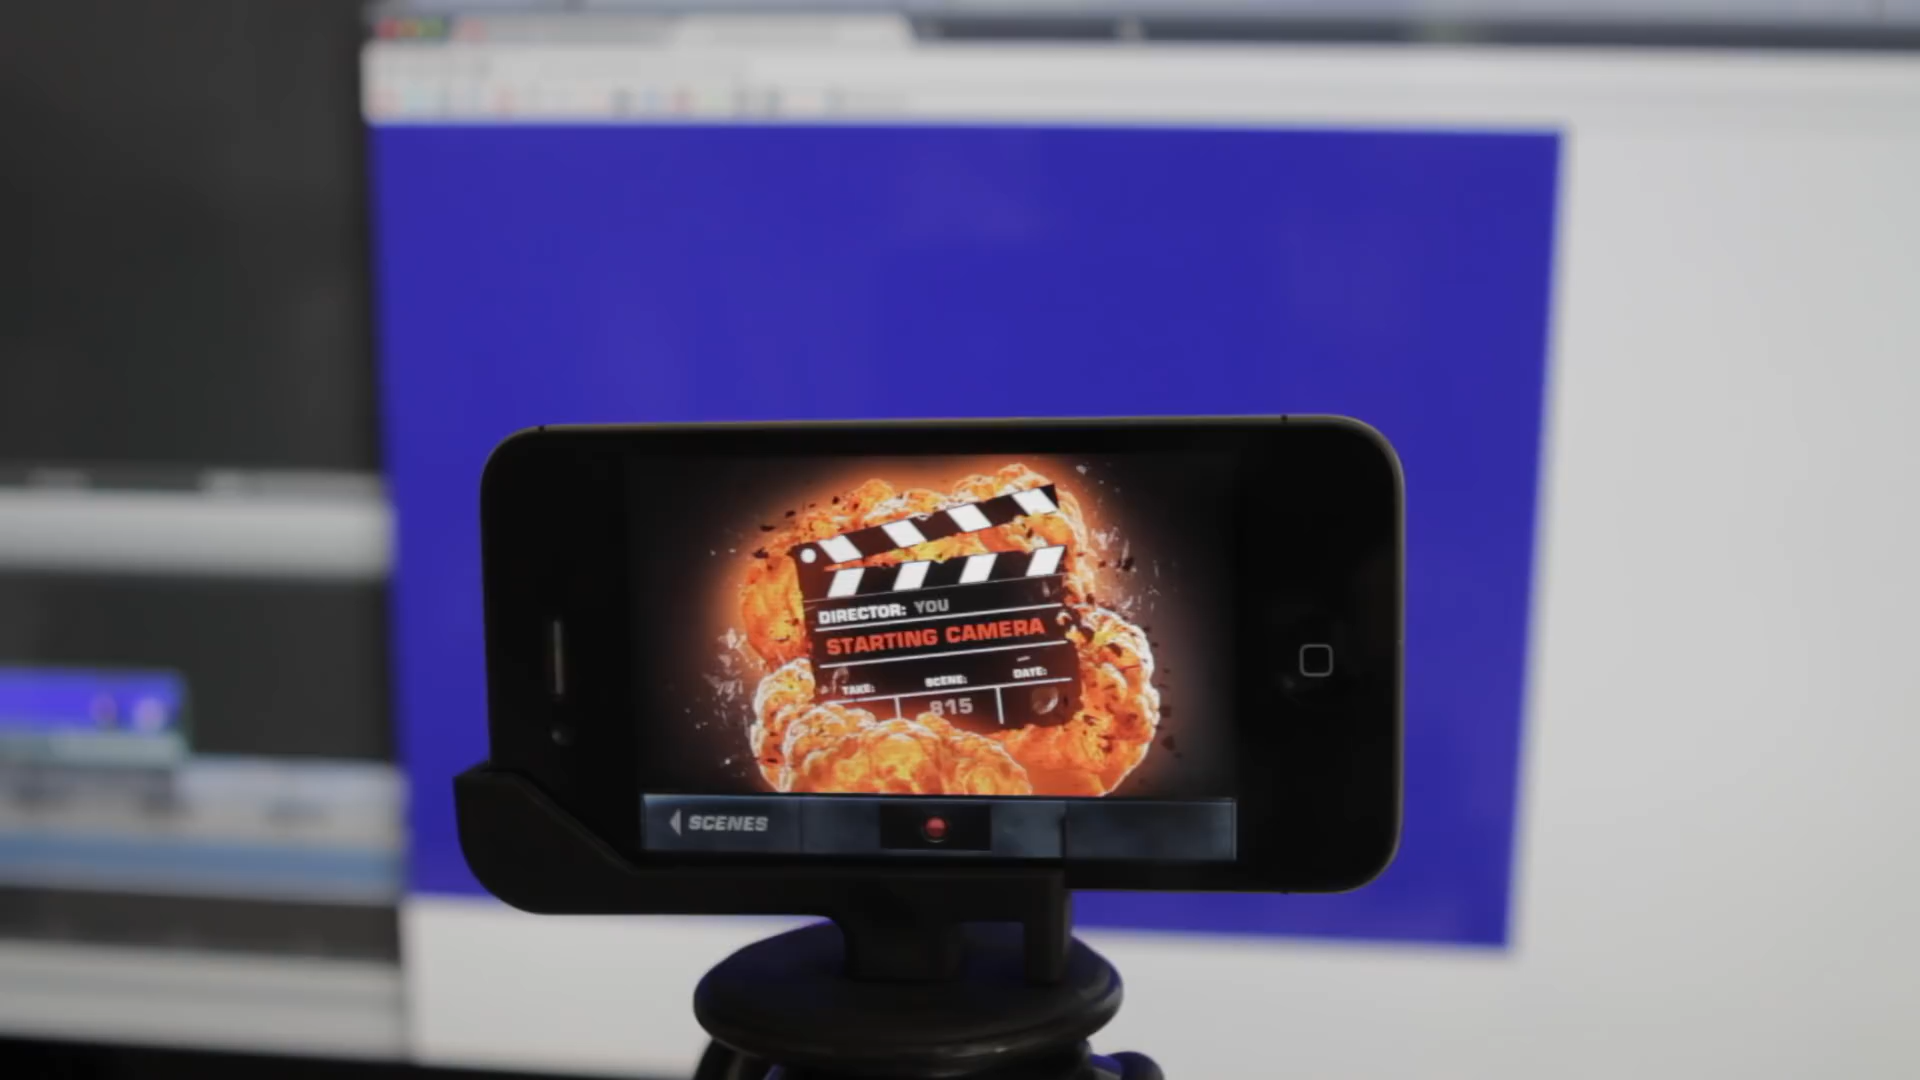 DIRECTOR: YOU
STARTING CAMERA
TAKE: SCENE: DATE:
815
SCENES